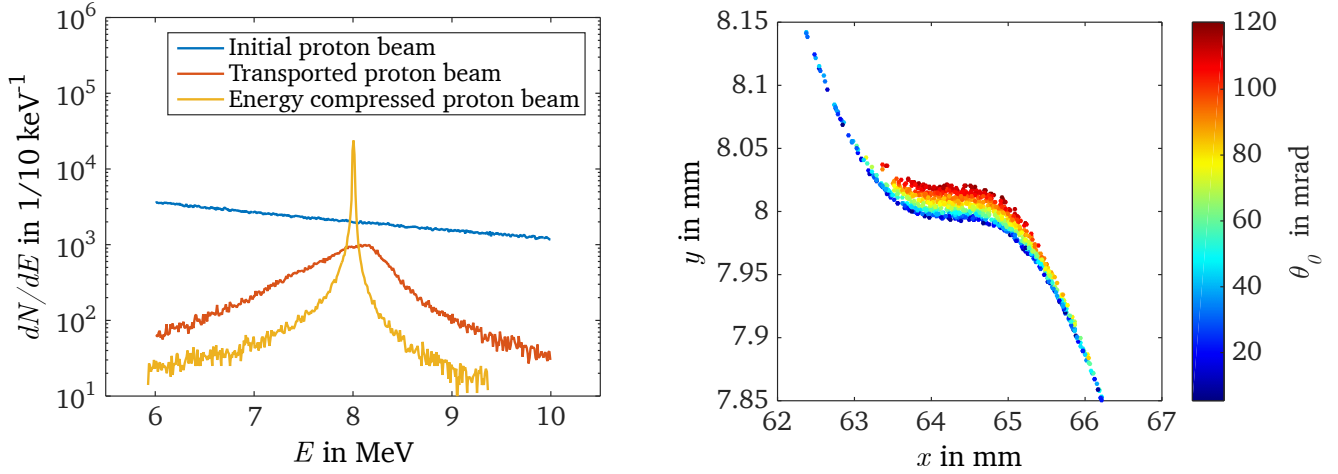 10^6
10^5
10^4
10^3
10^2
10^1
dN/dE in 1/10 keV^-1
Initial proton beam
Transported proton beam
Energy compressed proton beam
6 7 8 9 10
E in MeV
8.15
8.1
8.05
8
7.95
7.9
7.85
y in mm
62 63 64 65 66 67
x in mm
120
100
80
60
40
20
θ_0 in mrad